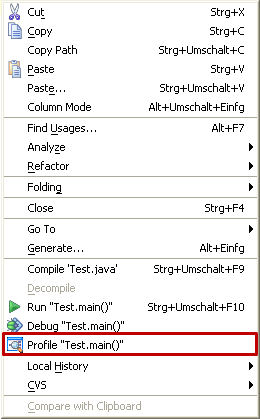 Cut Strg+X
Copy Strg+C
Copy Path Strg+Umschalt+C
Paste Strg+V
Paste... Strg+Umschalt+V
Column Mode Alt+Umschalt+Einfg
Find Usages... Alt+F7
Analyze
Refactor
Folding
Close Strg+F4
Go To
Generate... Alt+Einfg
Compile 'Test.java' Strg+Umschalt+F9
Decompile
Run "Test.main()" Strg+Umschalt+F10
Debug "Test.main()"
Profile "Test.main()"
Local History
CVS
Compare with Clipboard